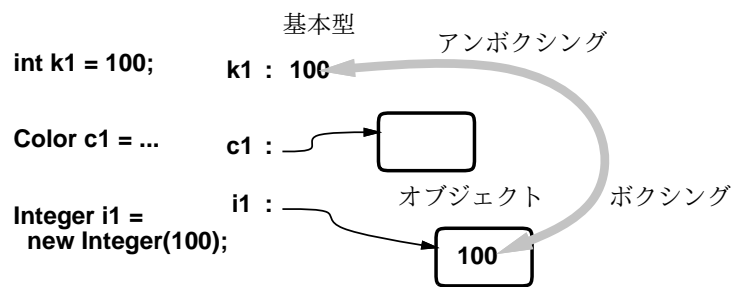 基本型
アンボクシング
int k1 = 100;
k1 : 100
Color c1 = ...
c1 :
i1 :
オブジェクト
ボクシング
Integer i1 =
new Integer(100);
100